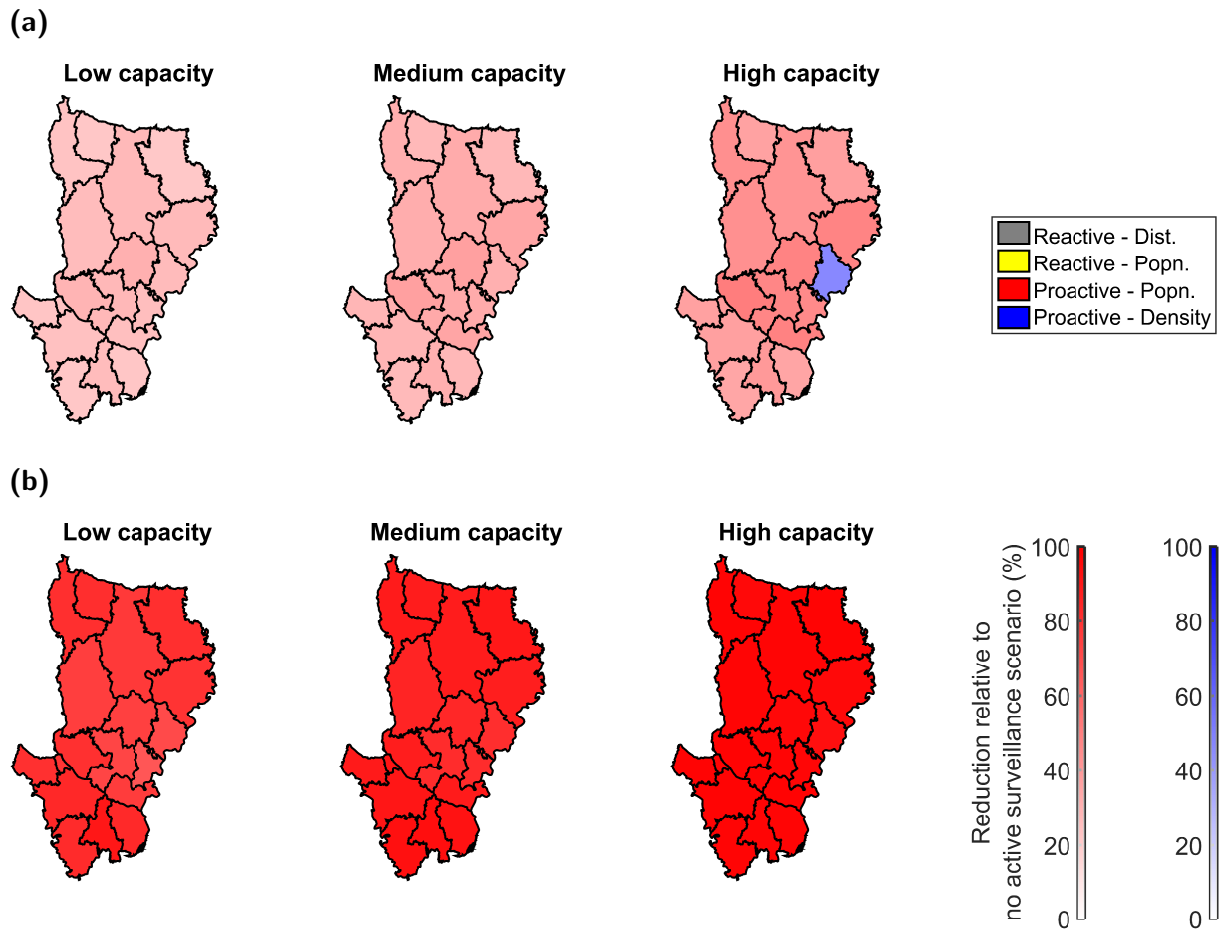 (a)
Low capacity
Medium capacity
High capacity
Reactive - Dist.
Reactive - Popn.
Proactive - Popn.
Proactive - Density
(b)
Low capacity
Medium capacity
High capacity
Reduction relative to
no active surveillance scenario (%)
100
80
60
40
20
0
100
80
60
40
20
0